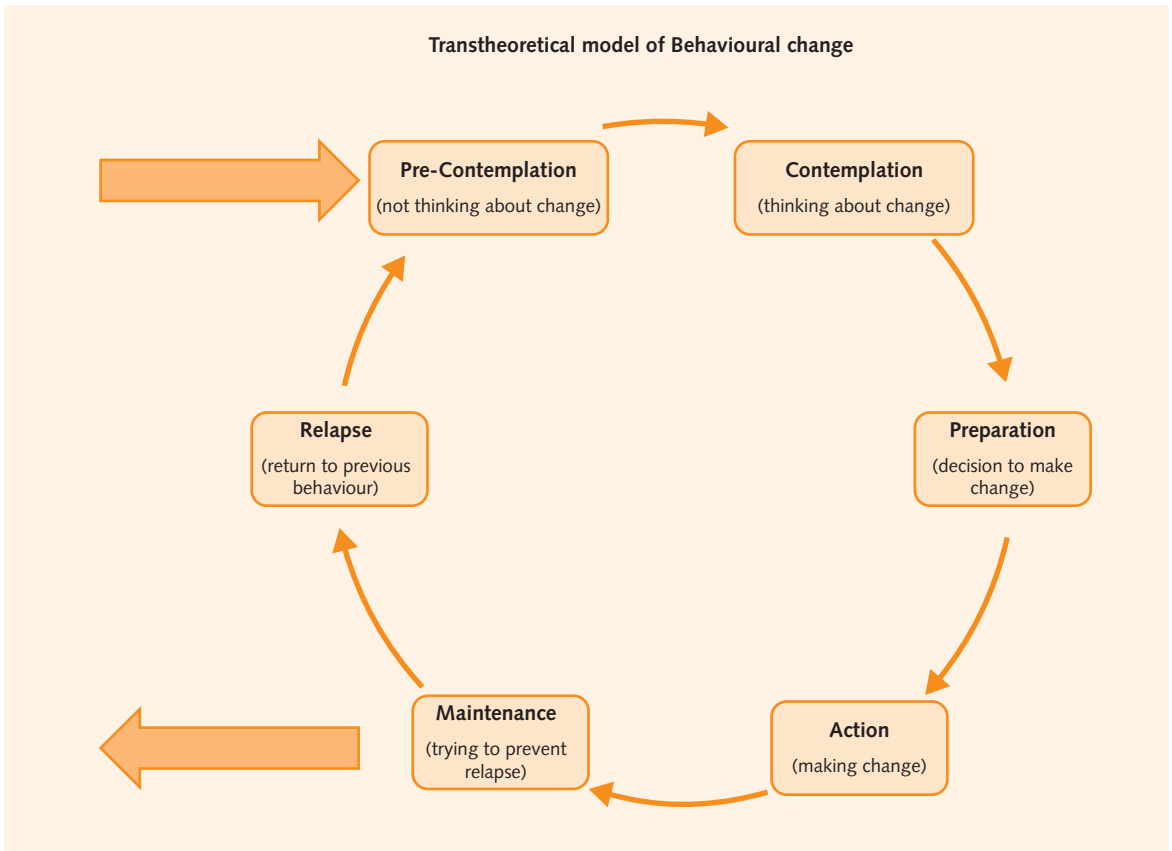 Transtheoretical model of Behavioural change
Pre-Contemplation
(not thinking about change)
Contemplation
(thinking about change)
Preparation
(decision to make
change)
Action
(making change)
Maintenance
(trying to prevent
relapse)
Relapse
(return to previous
behaviour)